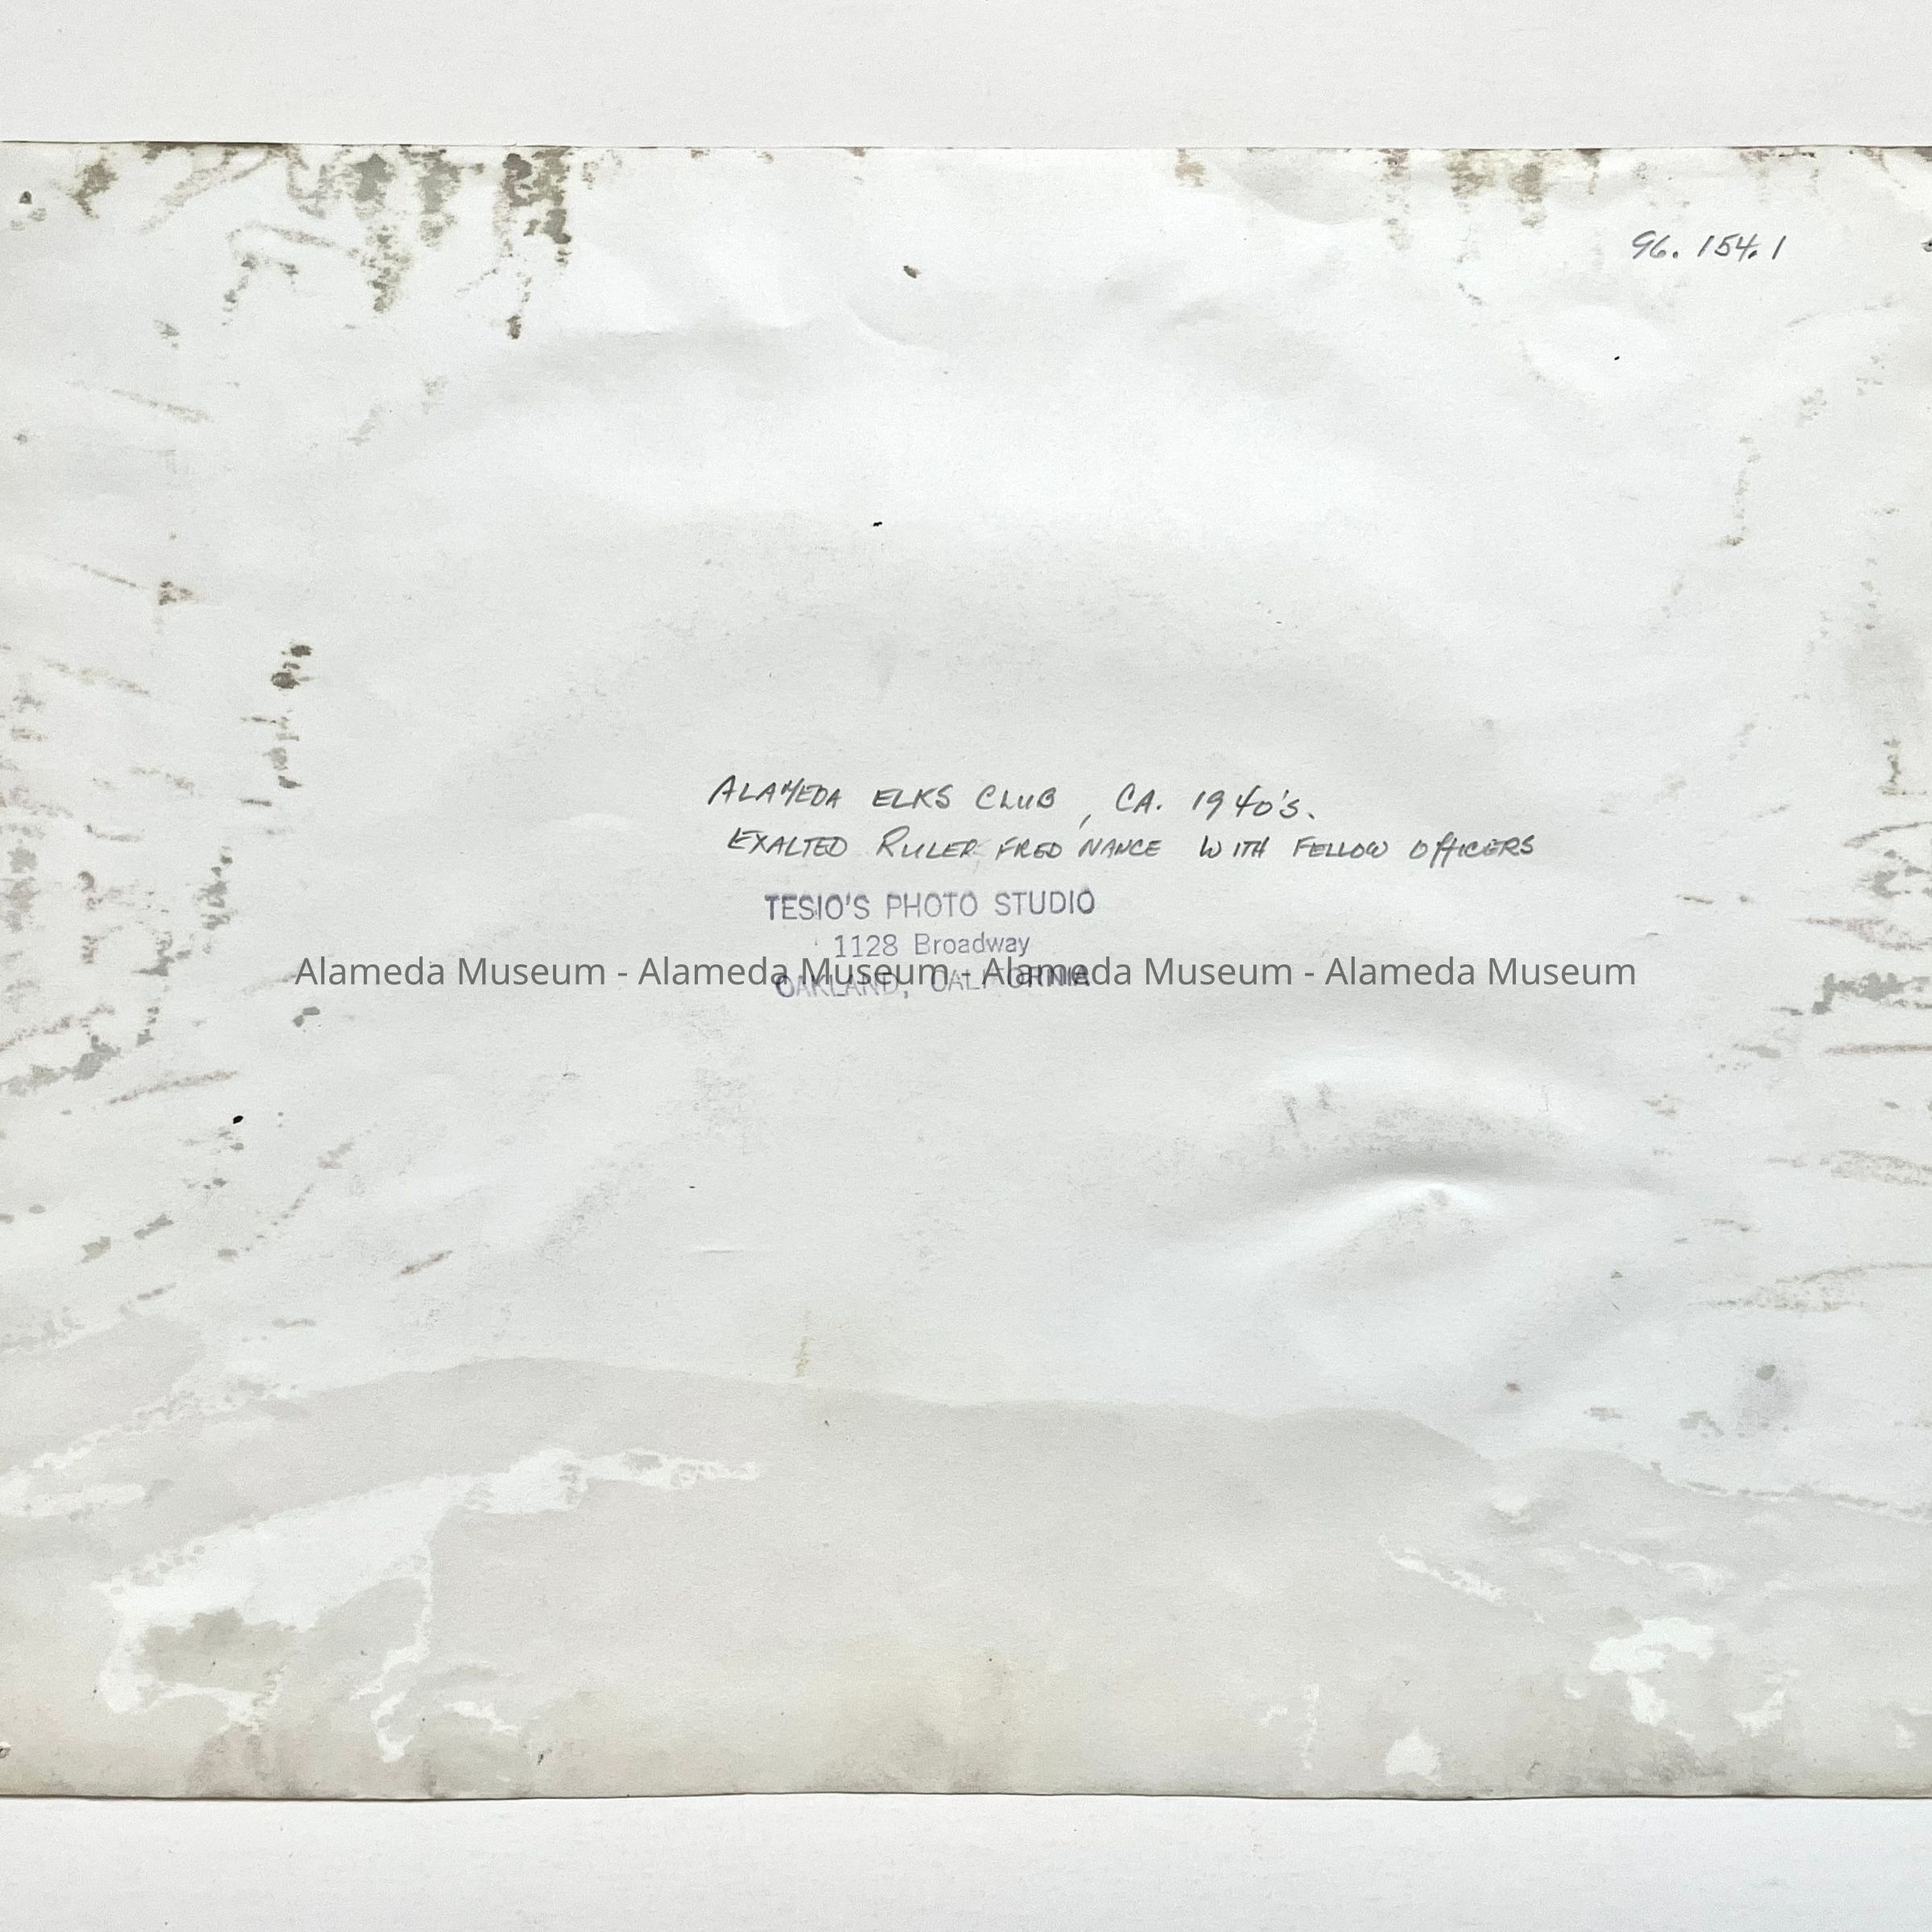 96.154.1
ALAMEDA ELKS CLUB, CA. 1940's.
EXALTED RULER FRED NANCE WITH FELLOW OFFICERS
TESIO'S PHOTO STUDIO
1128 Broadway
OAKLAND, CALIFORNIA
Alameda Museum - Alameda Museum - Alameda Museum - Alameda Museum